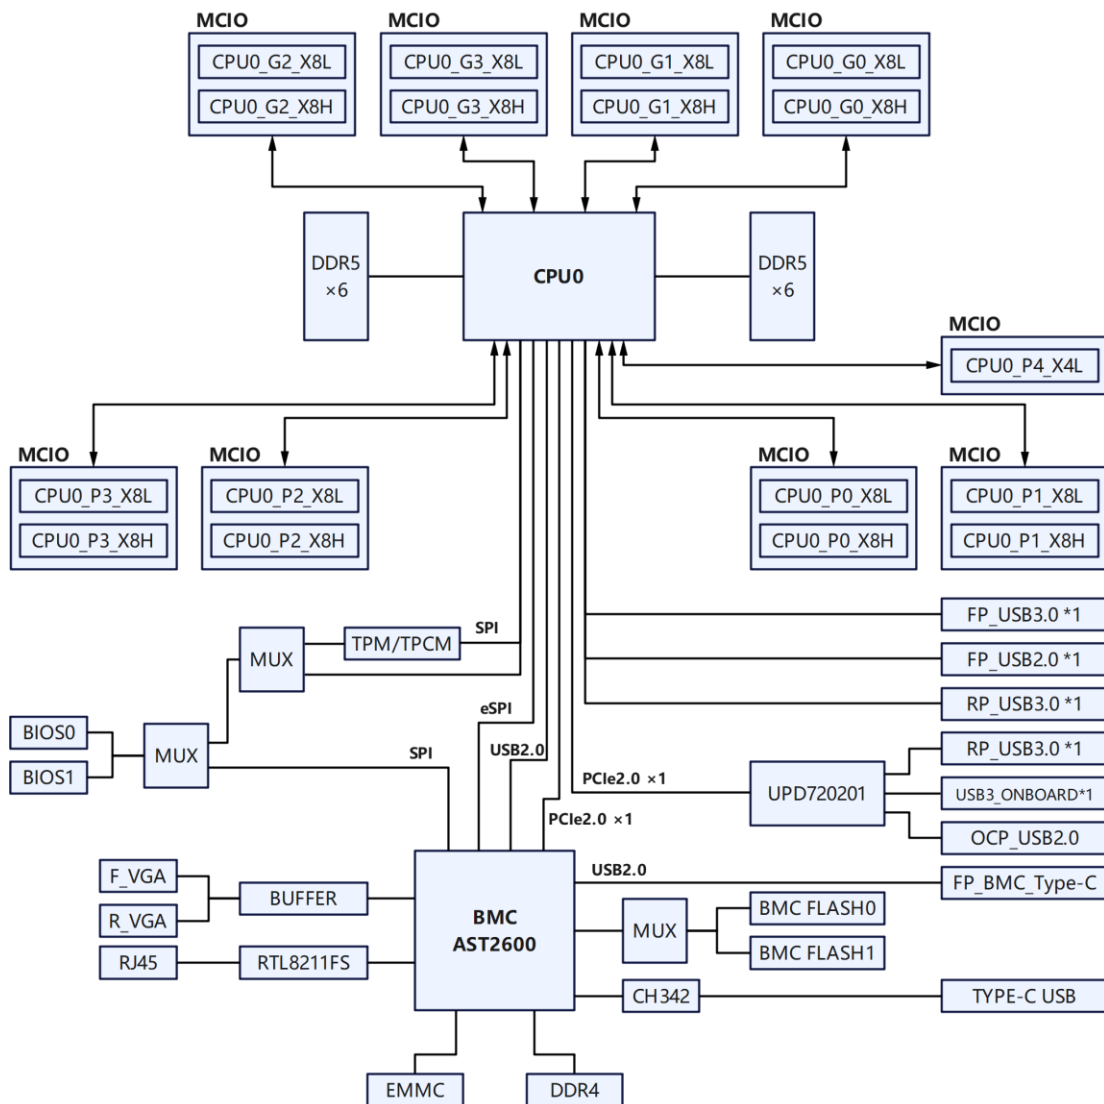 MCIO
CPU0_G2_X8L
CPU0_G2_X8H
MCIO
CPU0_G3_X8L
CPU0_G3_X8H
MCIO
CPU0_G1_X8L
CPU0_G1_X8H
MCIO
CPU0_G0_X8L
CPU0_G0_X8H
DDR5
×6
CPU0
DDR5
×6
MCIO
CPU0_P4_X4L
MCIO
CPU0_P3_X8L
CPU0_P3_X8H
MCIO
CPU0_P2_X8L
CPU0_P2_X8H
MCIO
CPU0_P0_X8L
CPU0_P0_X8H
MCIO
CPU0_P1_X8L
CPU0_P1_X8H
FP_USB3.0 *1
FP_USB2.0 *1
RP_USB3.0 *1
SPI
TPM/TPCM
MUX
eSPI
BIOS0
BIOS1
MUX
SPI
USB2.0
PCIe2.0 ×1
PCIe2.0 ×1
UPD720201
RP_USB3.0 *1
USB3_ONBOARD*1
OCP_USB2.0
USB2.0
FP_BMC_Type-C
F_VGA
R_VGA
BUFFER
BMC
AST2600
MUX
BMC FLASH0
BMC FLASH1
RJ45
RTL8211FS
CH342
TYPE-C USB
EMMC
DDR4